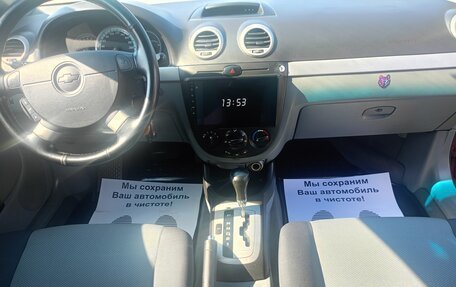 13:53
Мы сохраним
Ваш автомобиль
в чистоте!
Мы сохраним
Ваш автомобиль
в чистоте!